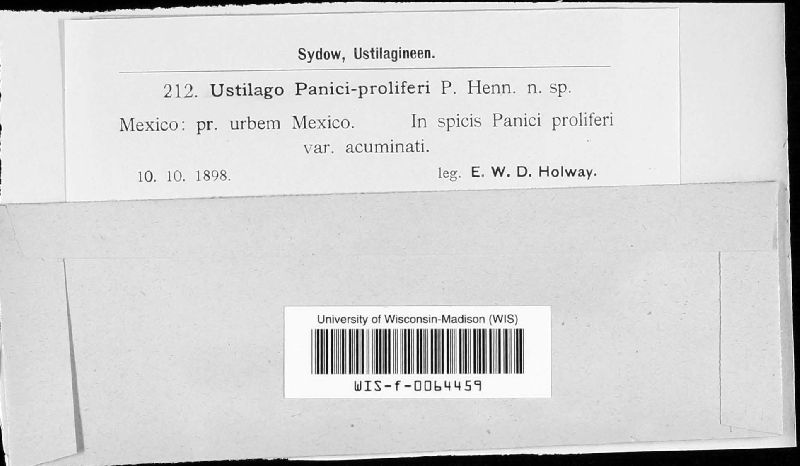 Sydow, Ustilagineen.
212. Ustilago Panici-proliferi P. Henn. n. sp.
Mexico: pr. urbem Mexico. In spicis Panici proliferi
var. acuminati.
10. 10. 1898. leg. E. W. D. Holway.
University of Wisconsin-Madison (WIS)
WIS-f-0064459